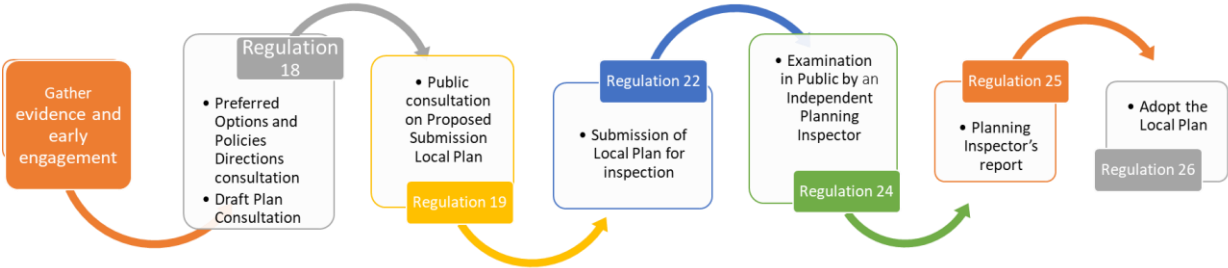 Gather
evidence and
early
engagement
Regulation
18
• Preferred
Options and
Policies
Directions
consultation
• Draft Plan
Consultation
• Public
consultation
on Proposed
Submission
Local Plan
Regulation 19
Regulation 22
• Submission of
Local Plan for
inspection
• Examination
in Public by an
Independent
Planning
Inspector
Regulation 24
Regulation 25
• Planning
Inspector's
report
• Adopt the
Local Plan
Regulation 26